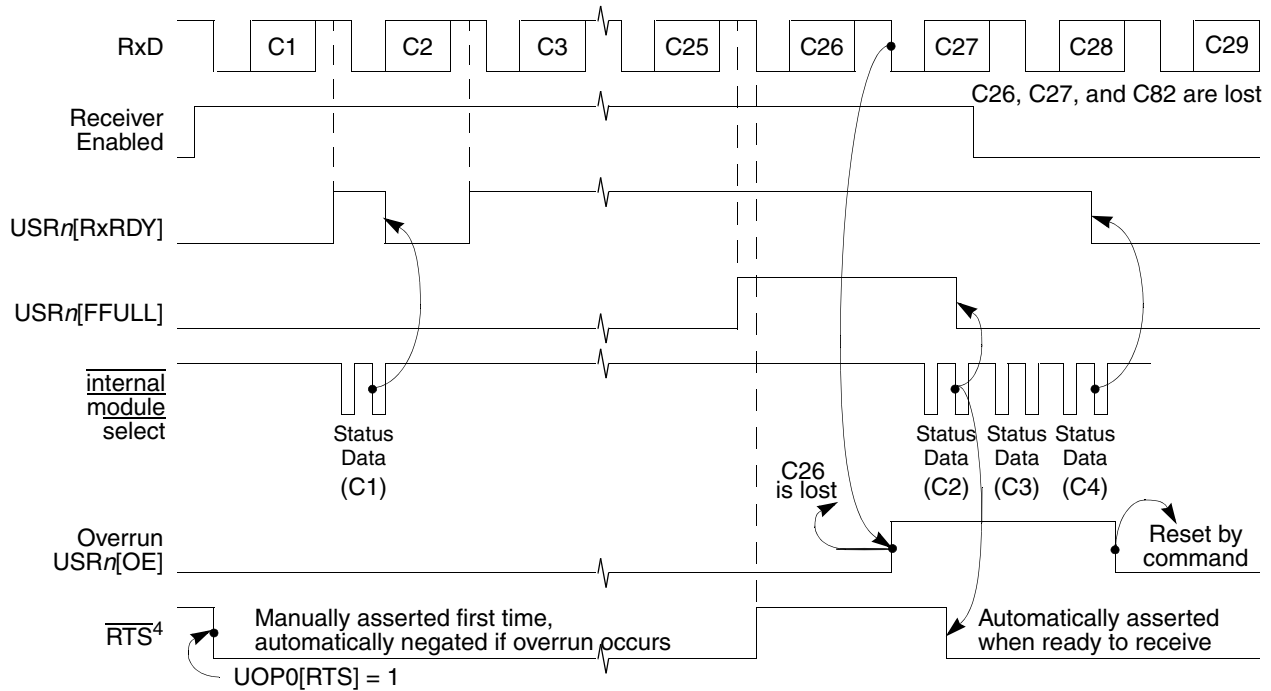 RxD
C1
C2
C3
C25
C26
C27
C28
C29
C26, C27, and C82 are lost
Receiver
Enabled
USRn[RxRDY]
USRn[FFULL]
internal
module
select
Status
Data
(C1)
Status
Data
(C2)
Status
Data
(C3)
Status
Data
(C4)
C26
is lost
Overrun
USRn[OE]
Reset by
command
RTS4
Manually asserted first time,
automatically negated if overrun occurs
Automatically asserted
when ready to receive
UOP0[RTS] = 1